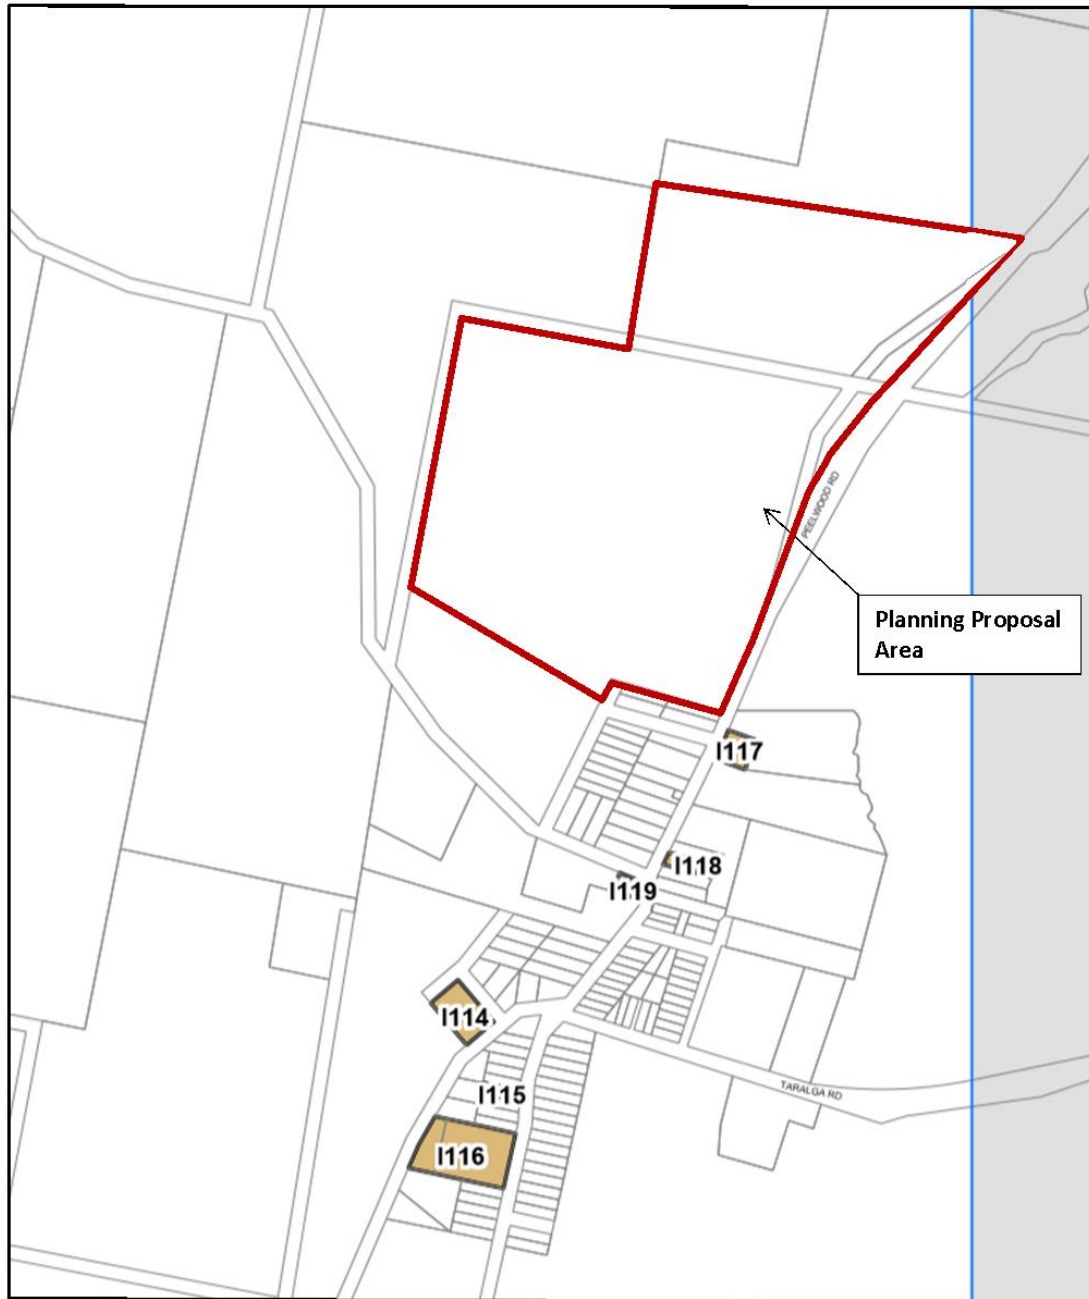 PEELWOOD RD
Planning Proposal
Area
I117
I118
I119
I114
I115
TARALGA RD
I116